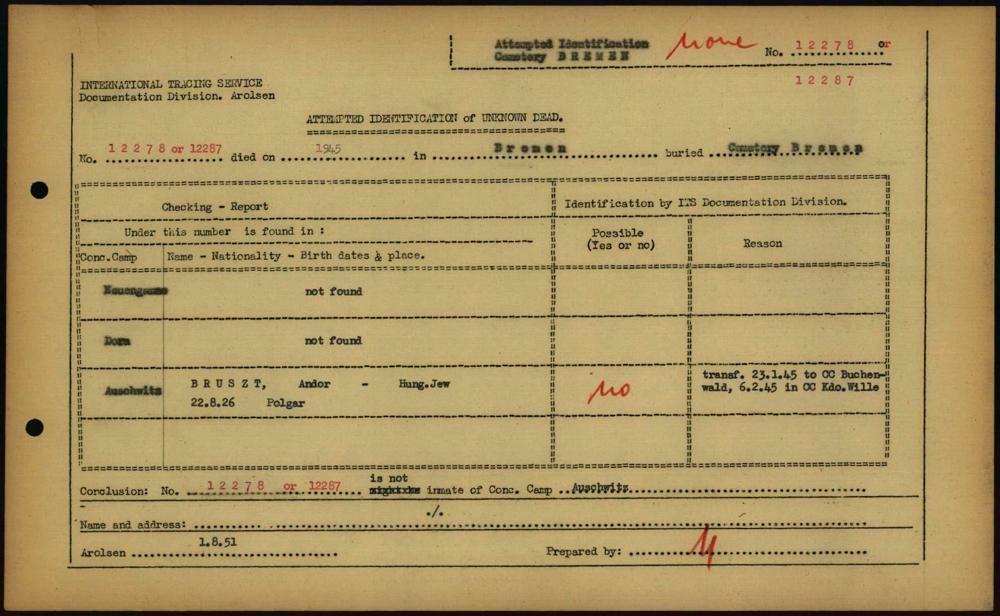 Attempted Identification none No. 12278 or
Cemetery BREMEN
12287
INTERNATIONAL TRACING SERVICE
Documentation Division. Arolsen
ATTEMPTED IDENTIFICATION of UNKNOWN DEAD.
No. 12278 or 12287 died on 1945 in Bremen buried Cemetery Bremen
Checking - Report
Identification by ITS Documentation Division.
Under this number is found in :
Possible
(Yes or no)
Reason
Conc.Camp Name - Nationality - Birth dates & place.
Neuengamme not found
Dora not found
Auschwitz BRUSZT, Andor - Hung.Jew
22.8.26 Polgar
no
transf. 23.1.45 to CC Buchen-
wald, 6.2.45 in CC Kdo.Wille
is not
Conclusion: No. 12278 or 12287 inmate of Conc. Camp Auschwitz
./.
Name and address:
Arolsen 1.8.51 Prepared by: